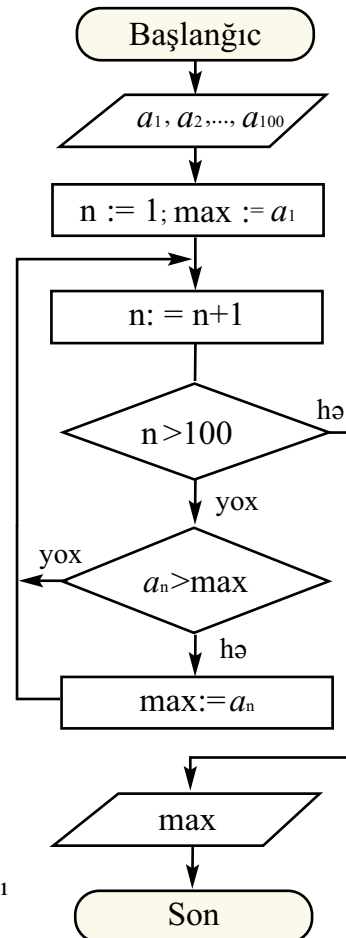 Başlanğıc
a₁, a₂,..., a₁₀₀
n := 1; max := a₁
n: = n+1
n>100
hə
yox
yox
aₙ>max
hə
max:=aₙ
max
ı
Son